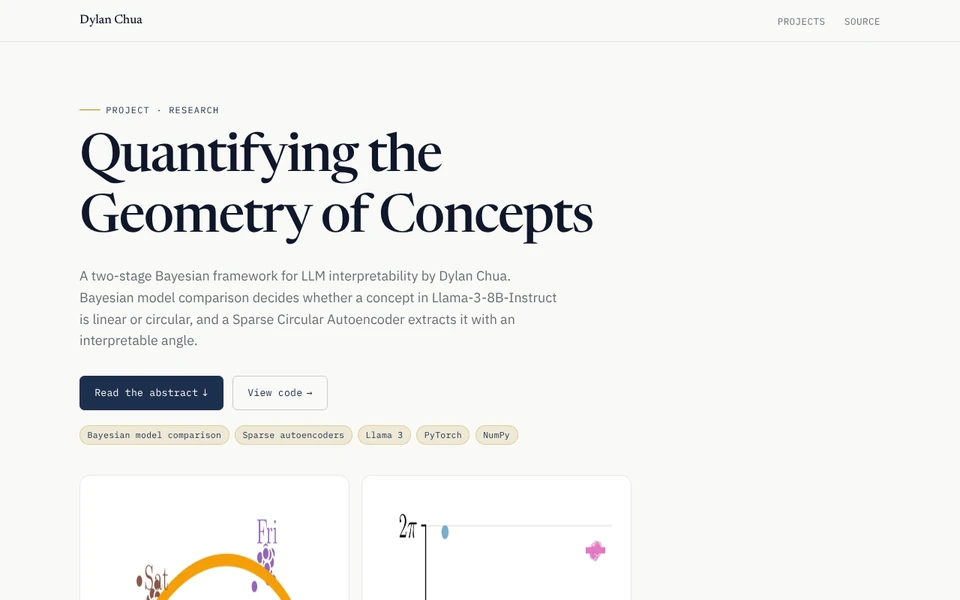 Dylan Chua
PROJECTS SOURCE
PROJECT · RESEARCH
Quantifying the
Geometry of Concepts
A two-stage Bayesian framework for LLM interpretability by Dylan Chua.
Bayesian model comparison decides whether a concept in Llama-3-8B-Instruct
is linear or circular, and a Sparse Circular Autoencoder extracts it with an
interpretable angle.
Read the abstract ↓ View code →
Bayesian model comparison Sparse autoencoders Llama 3 PyTorch NumPy
Fri
Sat
2π